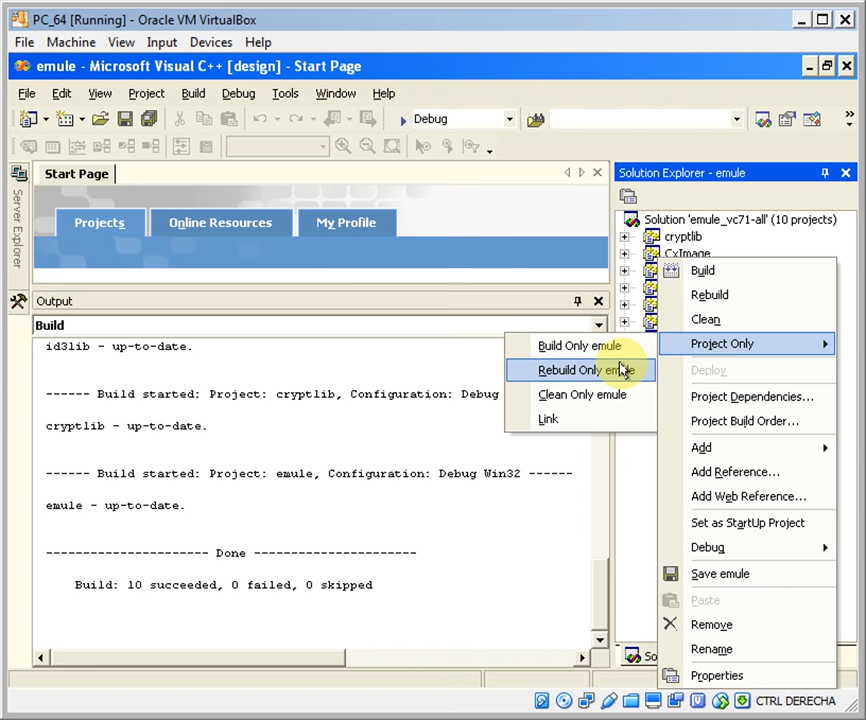 PC_64 [Running] - Oracle VM VirtualBox
File Machine View Input Devices Help
emule - Microsoft Visual C++ [design] - Start Page
File Edit View Project Build Debug Tools Window Help
Debug
Server Explorer
Start Page
Projects Online Resources My Profile
Output
Build
id3lib - up-to-date.
------ Build started: Project: cryptlib, Configuration: Debug
cryptlib - up-to-date.
------ Build started: Project: emule, Configuration: Debug Win32 ------
emule - up-to-date.
---------------------- Done ----------------------
Build: 10 succeeded, 0 failed, 0 skipped
Solution Explorer - emule
Solution 'emule_vc71-all' (10 projects)
cryptlib
CxImage
Build
Rebuild
Clean
Project Only
Deploy
Project Dependencies...
Project Build Order...
Add
Add Reference...
Add Web Reference...
Set as StartUp Project
Debug
Save emule
Paste
Remove
Rename
Properties
Build Only emule
Rebuild Only emule
Clean Only emule
Link
So
CTRL DERECHA